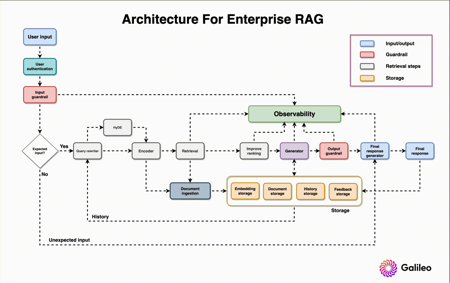 Architecture For Enterprise RAG
User input
Input/output
Guardrail
Retrieval steps
Storage
User
authentication
Input
guardrail
Observability
HyDE
Expected
input?
Yes
Query rewriter
Encoder
Retrieval
Improve
ranking
Generator
Output
guardrail
Final
response
generator
Final
response
No
Document
ingestion
Embedding
storage
Document
storage
History
storage
Feedback
storage
Storage
History
Unexpected input
Galileo